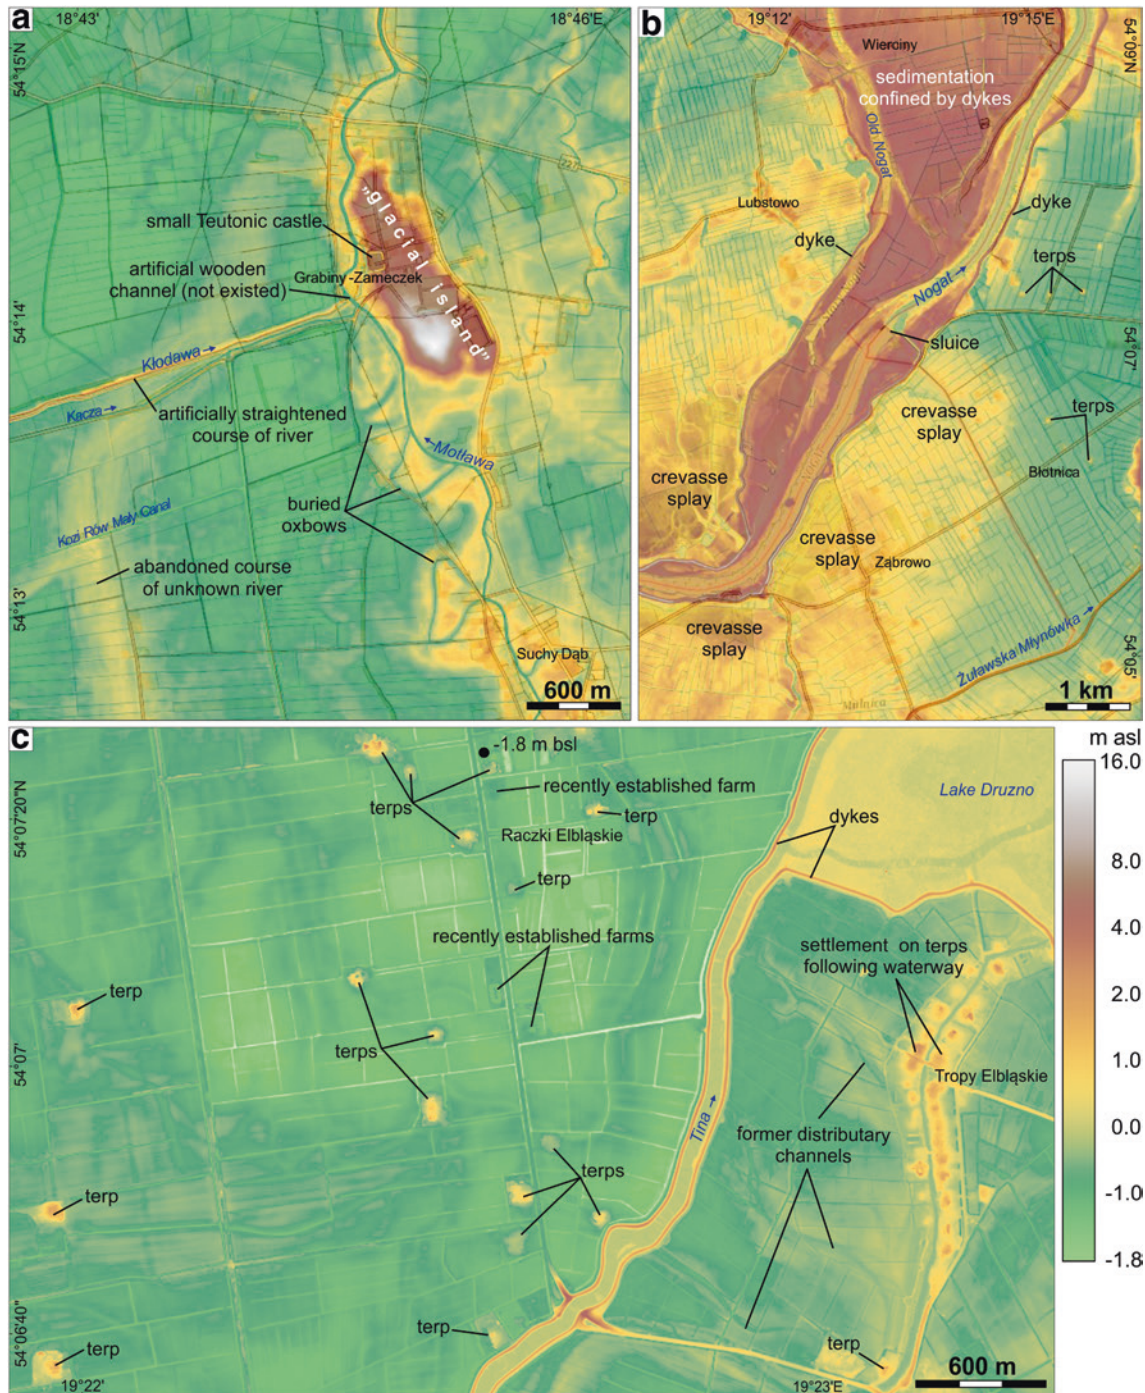 a
18°43'
18°46'E
54°15'N
"glacial island"
small Teutonic castle
artificial wooden
channel (not existed)
Grabiny-Zameczek
54°14'
Kłodawa →
Kącza →
artificially straightened
course of river
← Motława
buried
oxbows
Kozi Rów Mały Canal
abandoned course
of unknown river
54°13'
Suchy Dąb
600 m
b
19°12'
19°15'E
54°09'N
Wierciny
sedimentation
confined by dykes
Old Nogat
Lubstowo
dyke
dyke
terps
Nogat →
sluice
54°07'
crevasse
splay
terps
Błotnica
crevasse
splay
crevasse
splay
Ząbrowo
crevasse
splay
Żuławska Młynówka →
54°05'
1 km
c
-1.8 m bsl
terps
recently established farm
terp
Raczki Elbląskie
54°07'20"N
terp
dykes
Lake Druzno
recently established farms
settlement on terps
following waterway
terp
terps
54°07'
Tropy Elbląskie
Tina →
former distributary
channels
terps
terp
54°06'40"
terp
terp
terp
19°22'
19°23'E
600 m
m asl
16.0
8.0
4.0
2.0
1.0
0.0
-1.0
-1.8